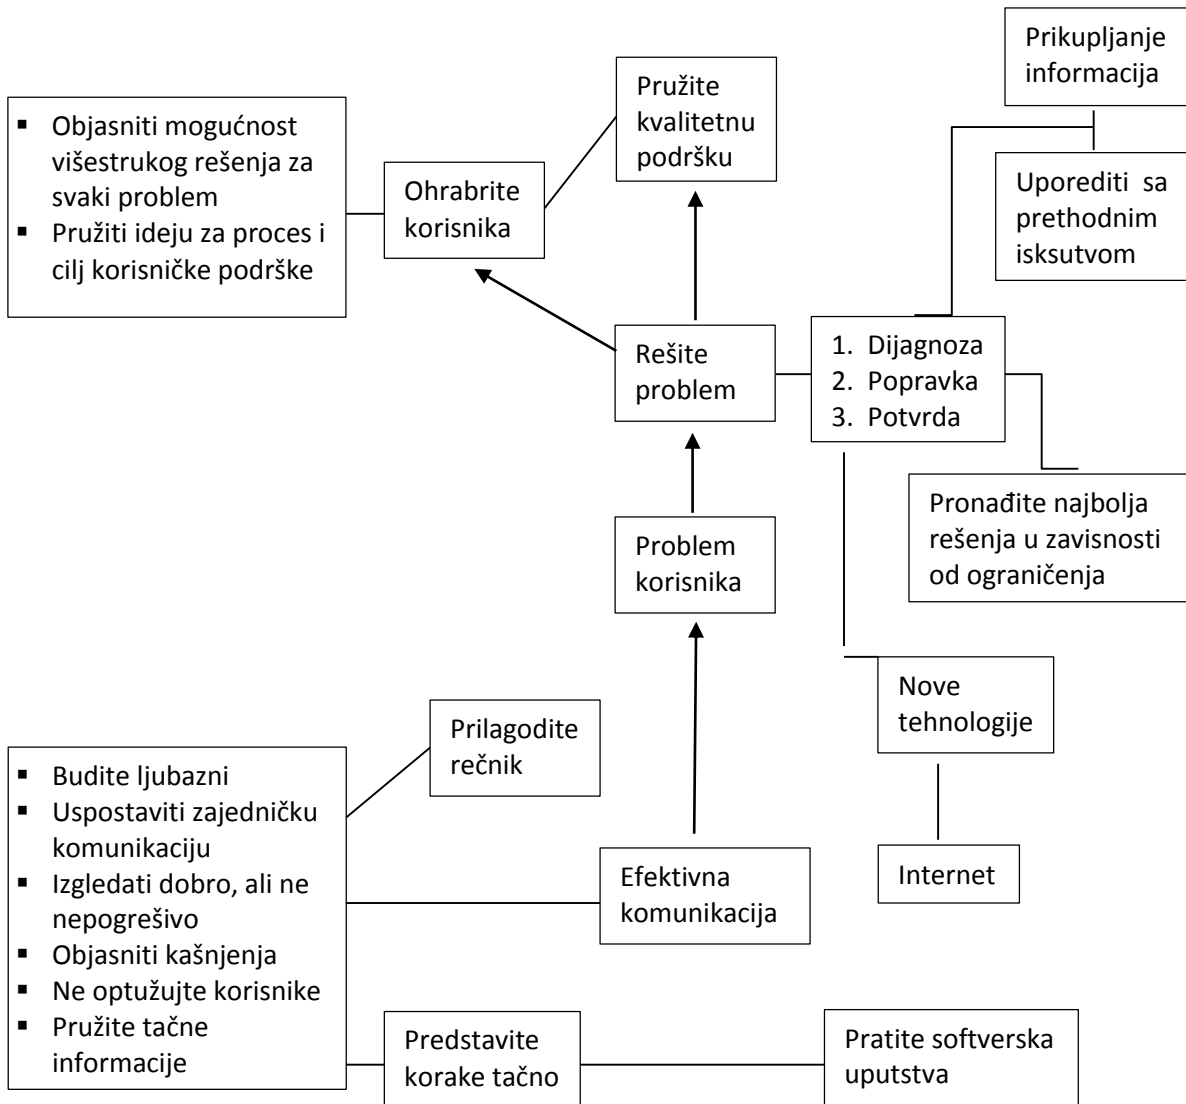 Prikupljanje
informacija
Pružite
kvalitetnu
podršku
▪ Objasniti mogućnost
višestrukog rešenja za
svaki problem
▪ Pružiti ideju za proces i
cilj korisničke podrške
Ohrabrite
korisnika
Uporediti sa
prethodnim
isksutvom
Rešite
problem
1. Dijagnoza
2. Popravka
3. Potvrda
Pronađite najbolja
rešenja u zavisnosti
od ograničenja
Problem
korisnika
Nove
tehnologije
Prilagodite
rečnik
▪ Budite ljubazni
▪ Uspostaviti zajedničku
komunikaciju
▪ Izgledati dobro, ali ne
nepogrešivo
▪ Objasniti kašnjenja
▪ Ne optužujte korisnike
▪ Pružite tačne
informacije
Efektivna
komunikacija
Internet
Predstavite
korake tačno
Pratite softverska
uputstva